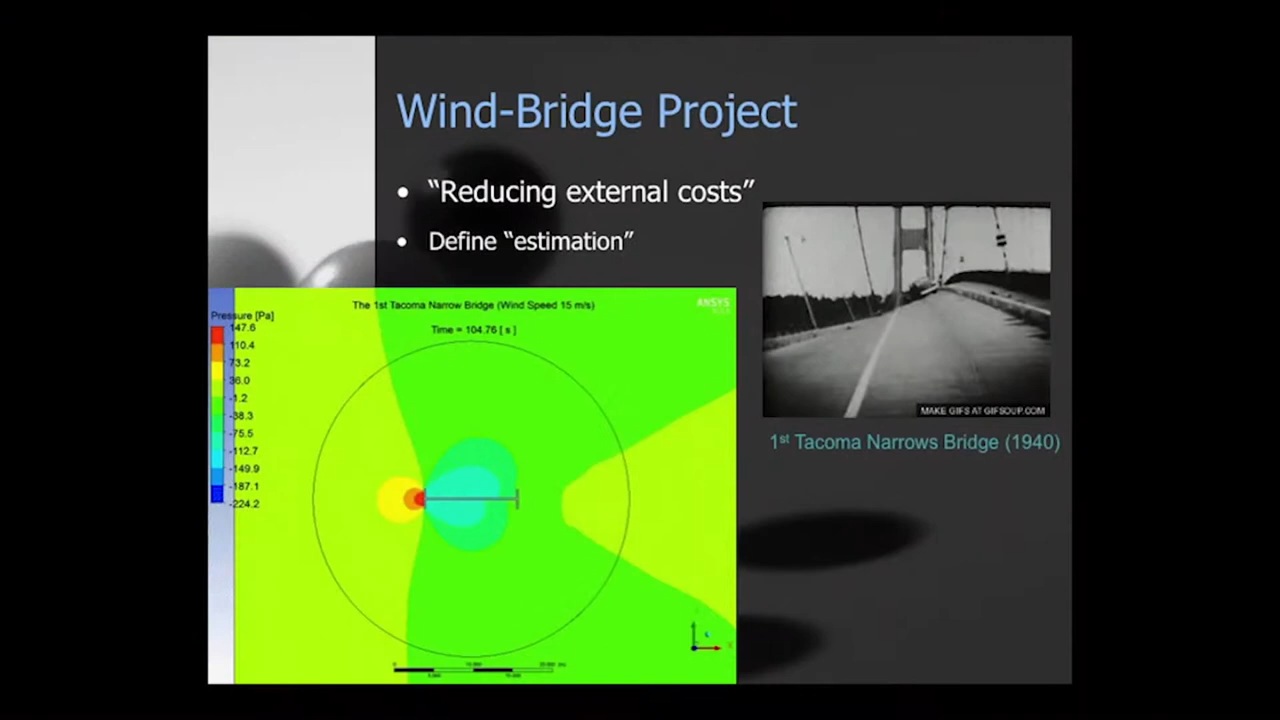 Wind-Bridge Project
• “Reducing external costs”
• Define “estimation”
The 1st Tacoma Narrow Bridge (Wind Speed 15 m/s)
ANSYS
Time = 104.76 [ s ]
Pressure [Pa]
147.6
110.4
73.2
36.0
-1.2
-38.3
-75.5
-112.7
-149.9
-187.1
-224.2
MAKE GIFS AT GIFSOUP.COM
1st Tacoma Narrows Bridge (1940)